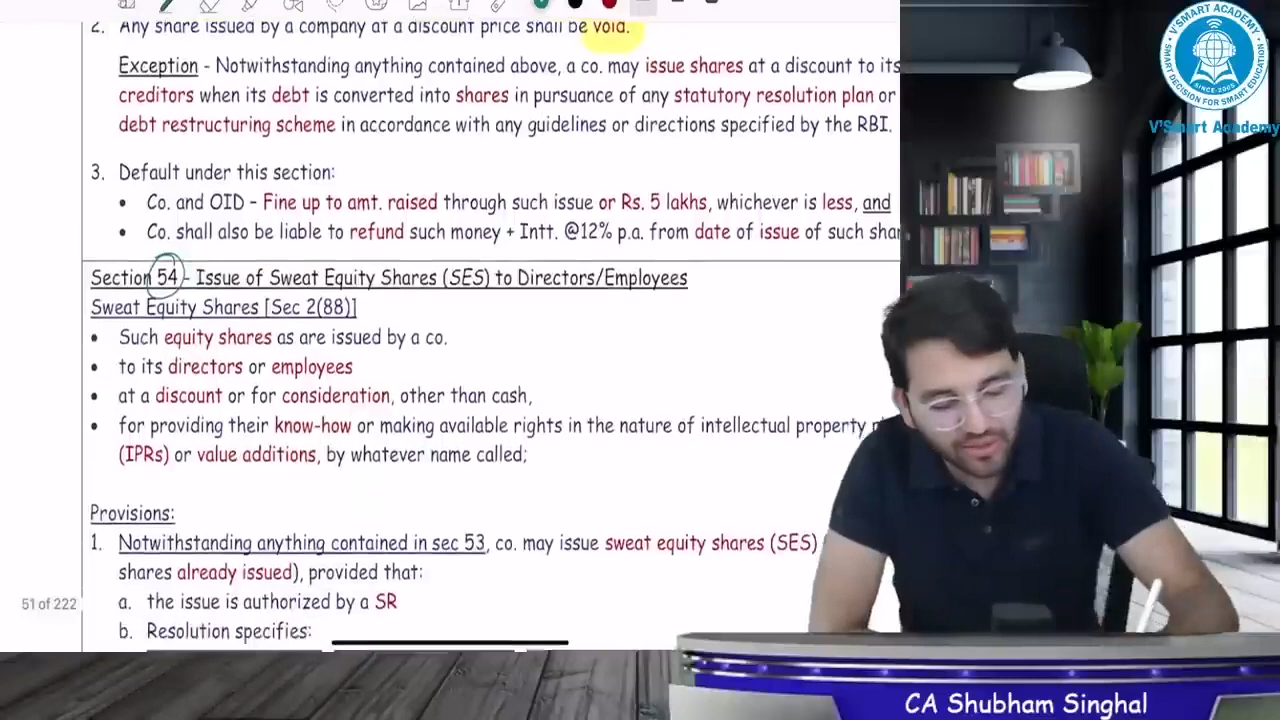 2. Any share issued by a company at a discount price shall be void.
Exception - Notwithstanding anything contained above, a co. may issue shares at a discount to its
creditors when its debt is converted into shares in pursuance of any statutory resolution plan or
debt restructuring scheme in accordance with any guidelines or directions specified by the RBI.
3. Default under this section:
• Co. and OID – Fine up to amt. raised through such issue or Rs. 5 lakhs, whichever is less, and
• Co. shall also be liable to refund such money + Intt. @12% p.a. from date of issue of such
Section 54 - Issue of Sweat Equity Shares (SES) to Directors/Employees
Sweat Equity Shares [Sec 2(88)]
• Such equity shares as are issued by a co.
• to its directors or employees
• at a discount or for consideration, other than cash,
• for providing their know-how or making available rights in the nature of intellectual property
(IPRs) or value additions, by whatever name called;
Provisions:
1. Notwithstanding anything contained in sec 53, co. may issue sweat equity shares (SES)
shares already issued), provided that:
a. the issue is authorized by a SR
b. Resolution specifies:
51 of 222
V'SMART ACADEMY
SMART DECISION FOR SMART EDUCATION
SINCE-2005
V'Smart Academy
CA Shubham Singhal